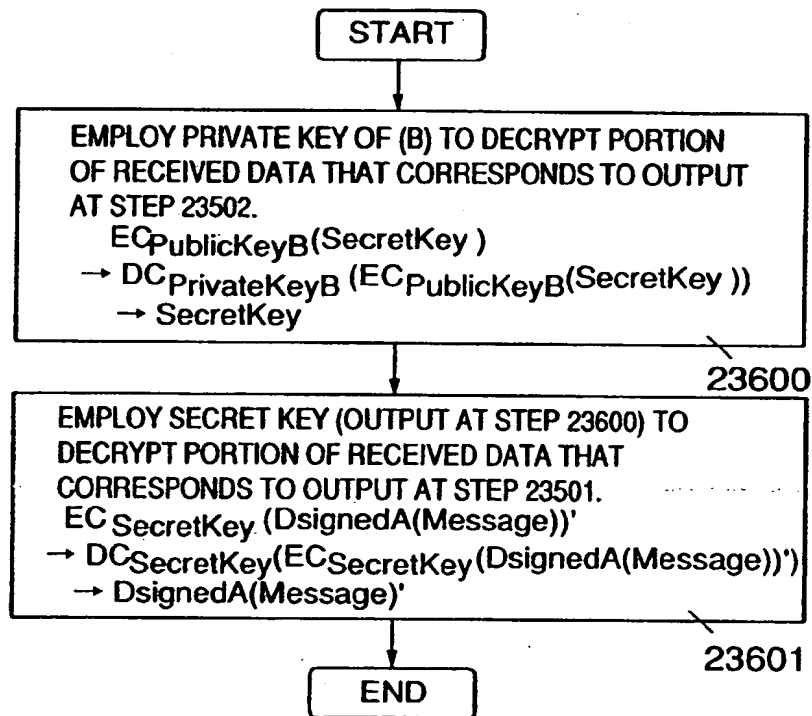 START
EMPLOY PRIVATE KEY OF (B) TO DECRYPT PORTION
OF RECEIVED DATA THAT CORRESPONDS TO OUTPUT
AT STEP 23502.
ECPublicKeyB(SecretKey)
→ DCPrivateKeyB (ECPublicKeyB(SecretKey))
→ SecretKey
23600
EMPLOY SECRET KEY (OUTPUT AT STEP 23600) TO
DECRYPT PORTION OF RECEIVED DATA THAT
CORRESPONDS TO OUTPUT AT STEP 23501.
ECSecretKey (DsignedA(Message))'
→ DCSecretKey(ECSecretKey(DsignedA(Message))')
→ DsignedA(Message)'
23601
END